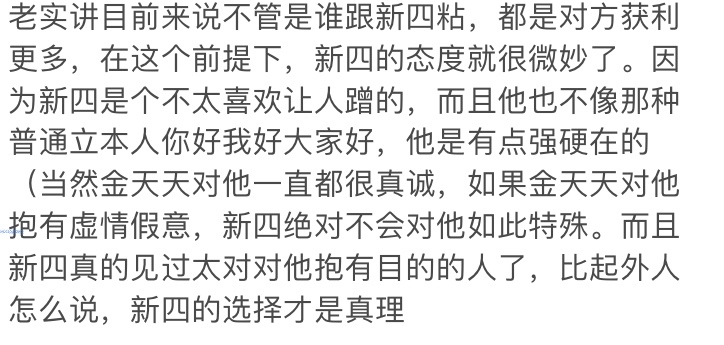 老实讲目前来说不管是谁跟新四粘，都是对方获利
更多，在这个前提下，新四的态度就很微妙了。因
为新四是个不太喜欢让人蹭的，而且他也不像那种
普通立本人你好我好大家好，他是有点强硬在的
（当然金天天对他一直都很真诚，如果金天天对他
抱有虚情假意，新四绝对不会对他如此特殊。而且
新四真的见过太对对他抱有目的的人了，比起外人
怎么说，新四的选择才是真理